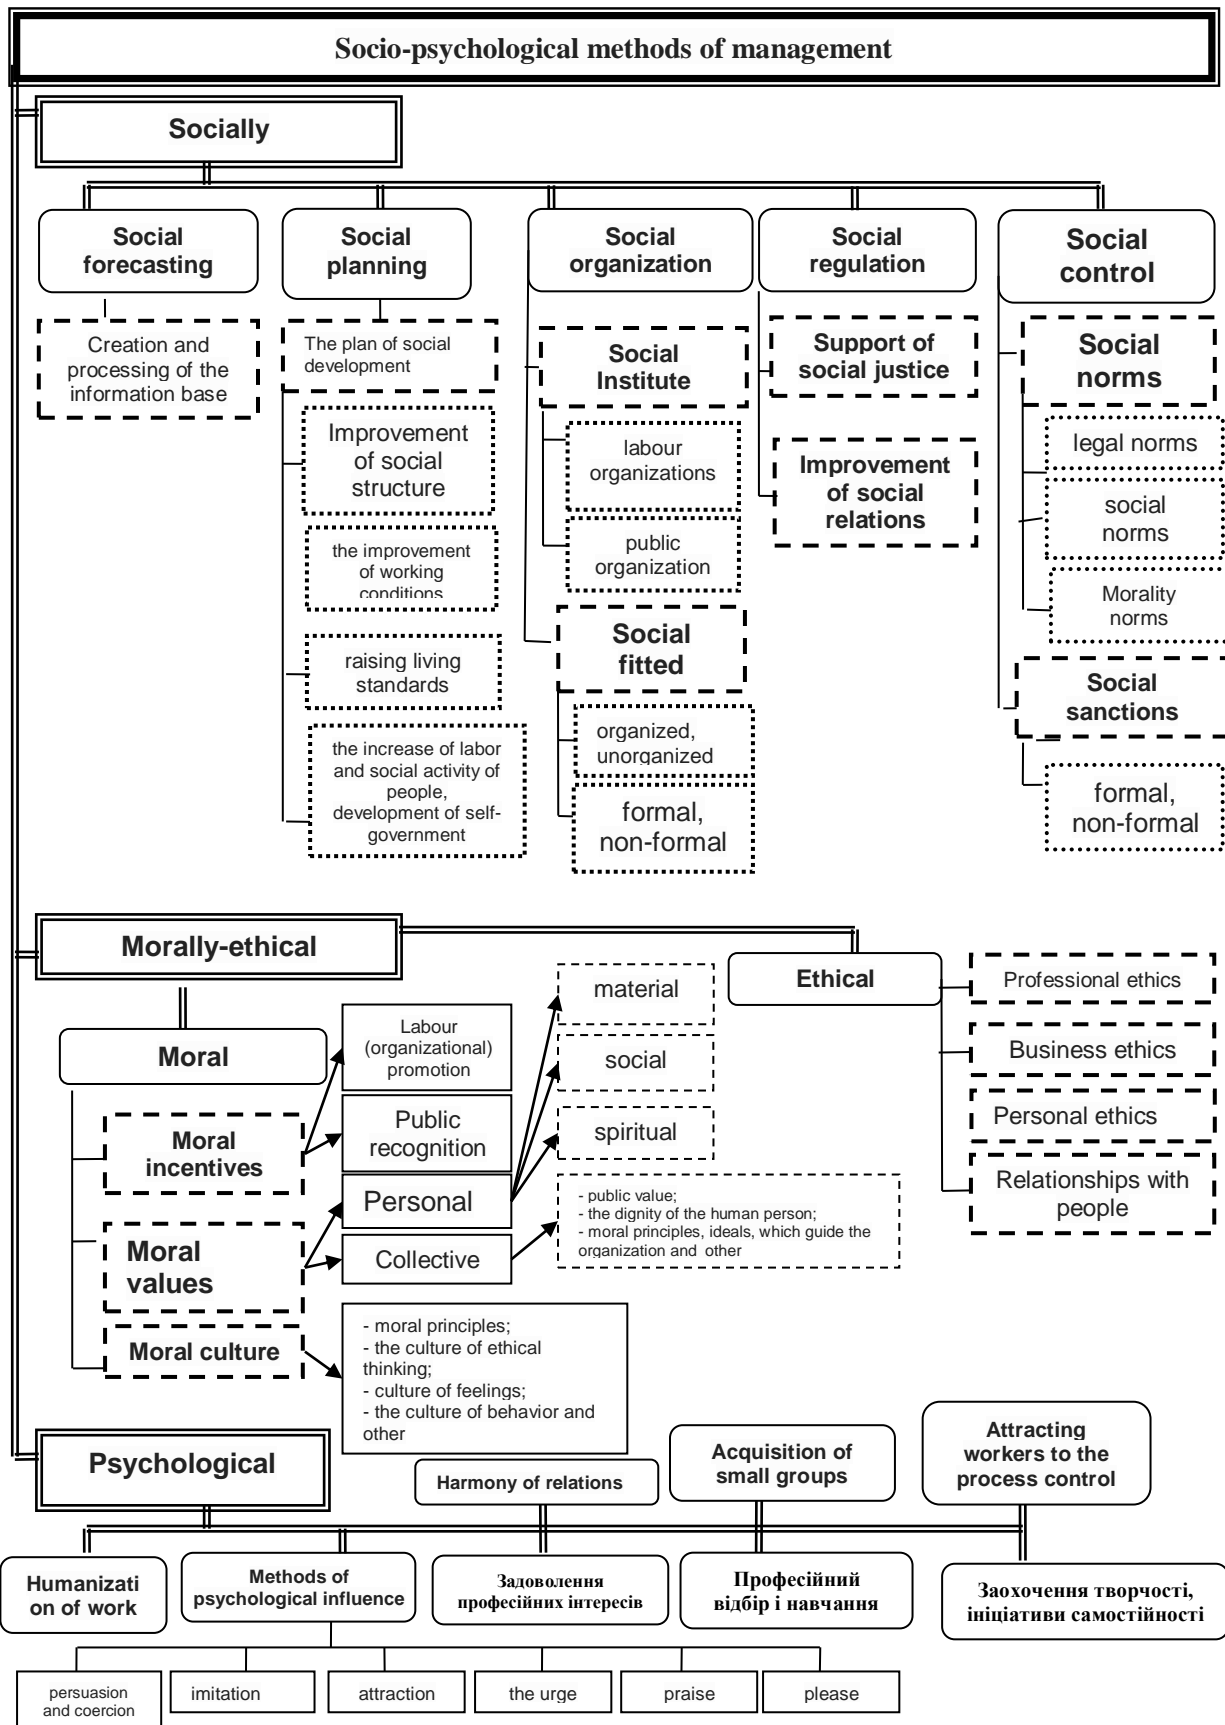 Socio-psychological methods of management
Socially
Social
forecasting
Social
planning
Social
organization
Social
regulation
Social
control
Creation and
processing of the
information base
The plan of social
development
Improvement
of social
structure
the improvement
of working
conditions
raising living
standards
the increase of labor
and social activity of
people,
development of self-
government
Social
Institute
labour
organizations
public
organization
Social
fitted
organized,
unorganized
formal,
non-formal
Support of
social justice
Improvement
of social
relations
Social
norms
legal norms
social
norms
Morality
norms
Social
sanctions
formal,
non-formal
Morally-ethical
Moral
Moral
incentives
Moral
values
Moral culture
Labour
(organizational)
promotion
Public
recognition
Personal
Collective
- moral principles;
- the culture of ethical
thinking;
- culture of feelings;
- the culture of behavior and
other
material
social
spiritual
- public value;
- the dignity of the human person;
- moral principles, ideals, which guide the
organization and other
Ethical
Professional ethics
Business ethics
Personal ethics
Relationships with
people
Psychological
Harmony of relations
Acquisition of
small groups
Attracting
workers to the
process control
Humanizati
on of work
Methods of
psychological influence
Задоволення
професійних інтересів
Професійний
відбір і навчання
Заохочення творчості,
ініціативи самостійності
persuasion
and coercion
imitation
attraction
the urge
praise
please